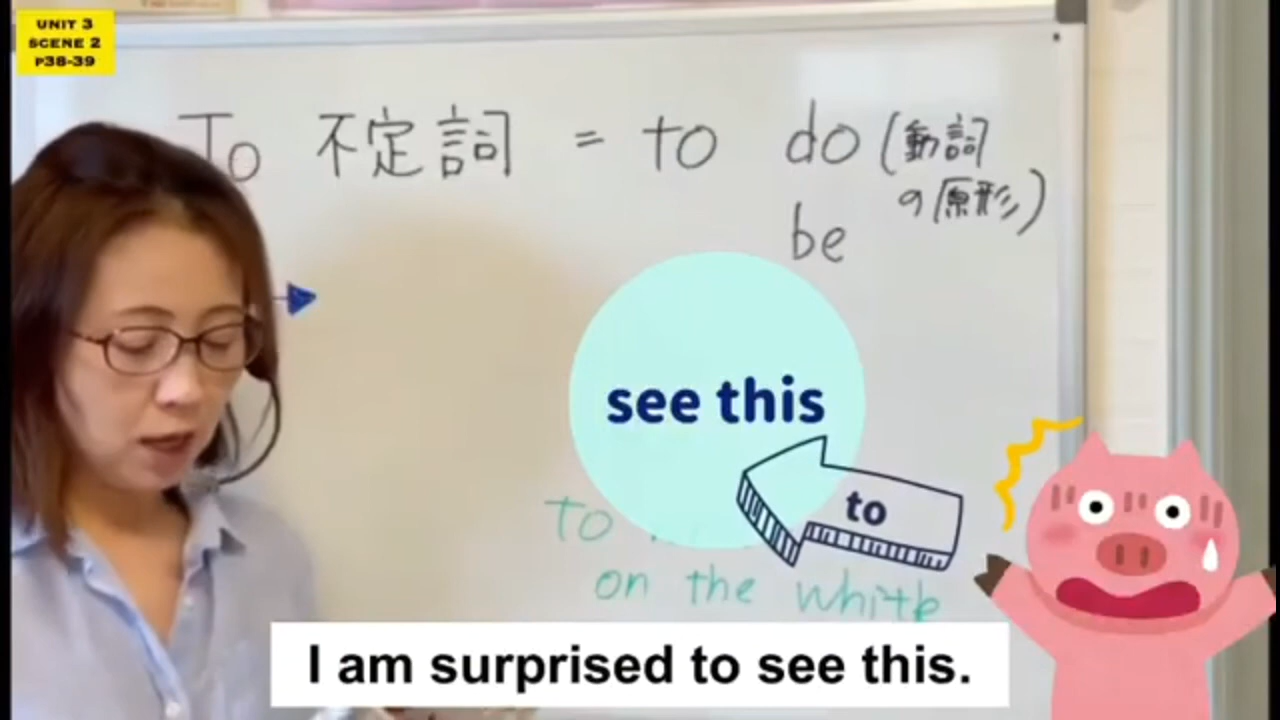 UNIT 3
SCENE 2
P38-39
To 不定詞 = to do (動詞
の原形)
be
see this
to
To
on the white
I am surprised to see this.